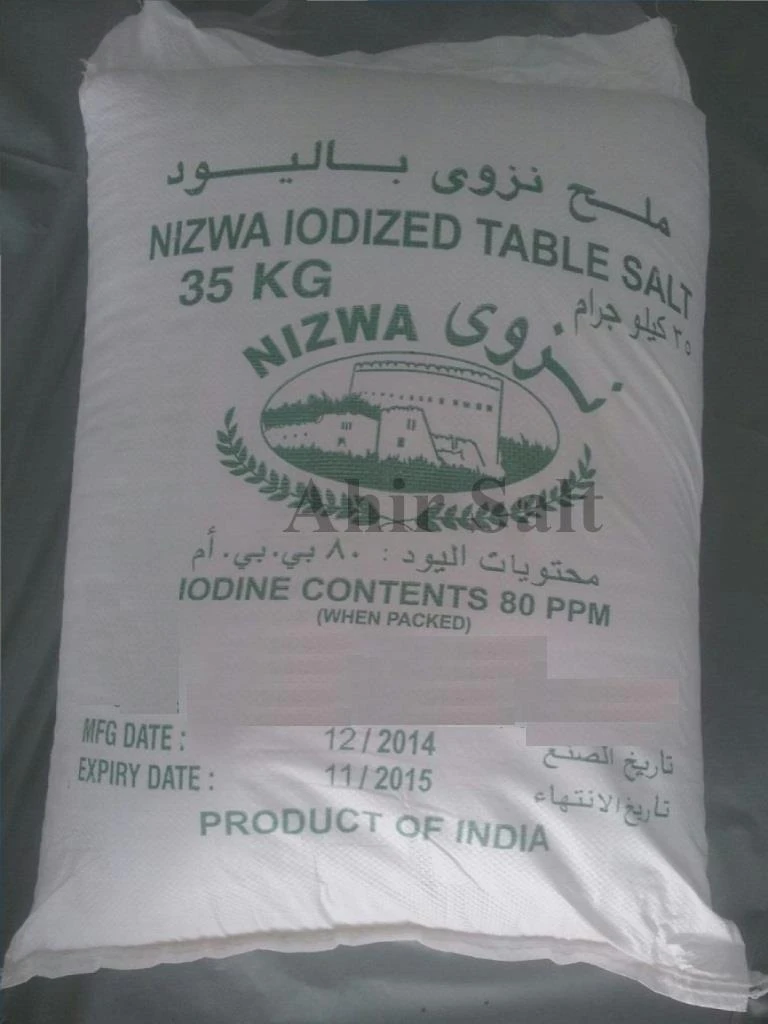 ملح نزوى باليود
NIZWA IODIZED TABLE SALT
35 KG
٣٥ كيلو جرام
NIZWA نزوى
Ahir Salt
محتويات اليود : ٨٠ بي. بي. أم
IODINE CONTENTS 80 PPM
(WHEN PACKED)
MFG DATE : 12 / 2014 تاريخ الصنع
EXPIRY DATE : 11 / 2015 تاريخ الانتهاء
PRODUCT OF INDIA